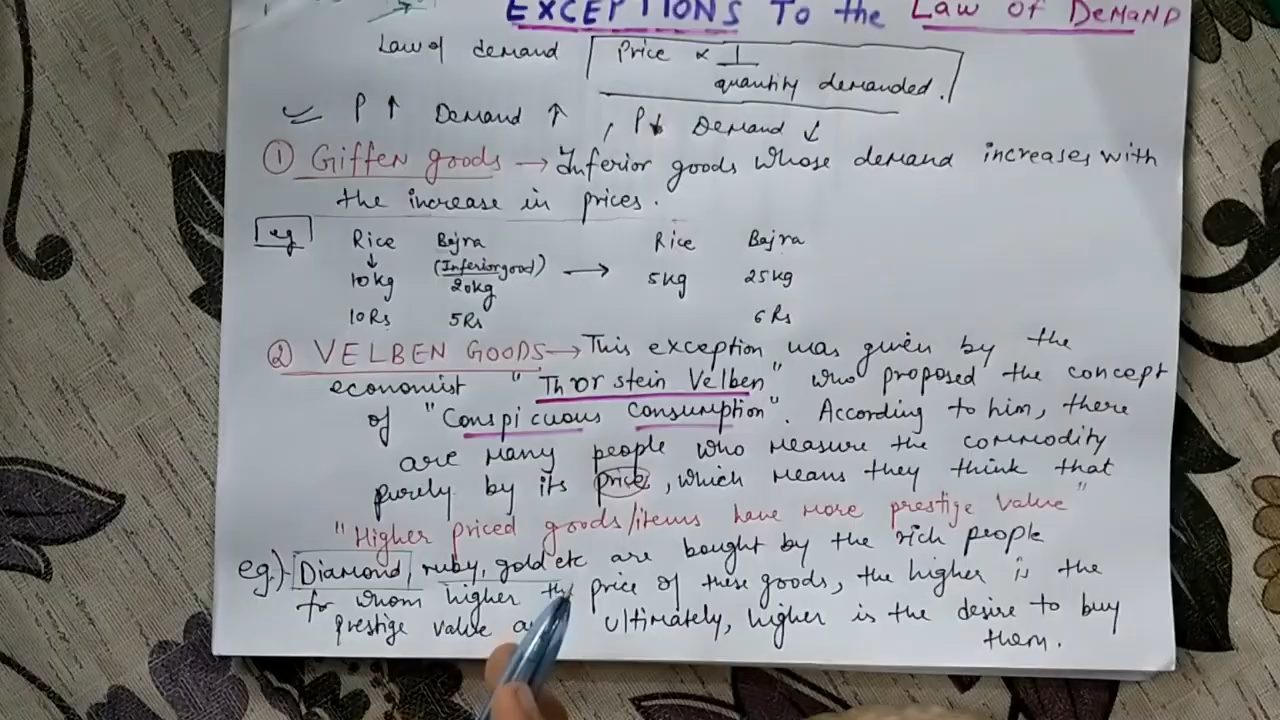 EXCEPTIONS To the Law of DeMaND
Law of demand Price ∝ 1
quantity demanded.
P ↑ Demand ↑ , P↓ Demand ↓
① Giffen goods → Inferior goods whose demand increases with
the increase in prices.
eg Rice Bajra Rice Bajra
↓ (Inferior good) →
10kg 20kg 5kg 25kg
10Rs 5Rs 6 Rs
② VELBEN GOODS → This exception was given by the
economist "Thorstein Velben" who proposed the concept
of "Conspicuous Consumption". According to him, there
are many people who measure the commodity
purely by its price, which means they think that
"Higher priced goods/items have more prestige value"
eg.) Diamond, ruby, gold etc are bought by the rich people
for whom higher the price of these goods, the higher is the
prestige value ultimately, higher is the desire to buy
them.